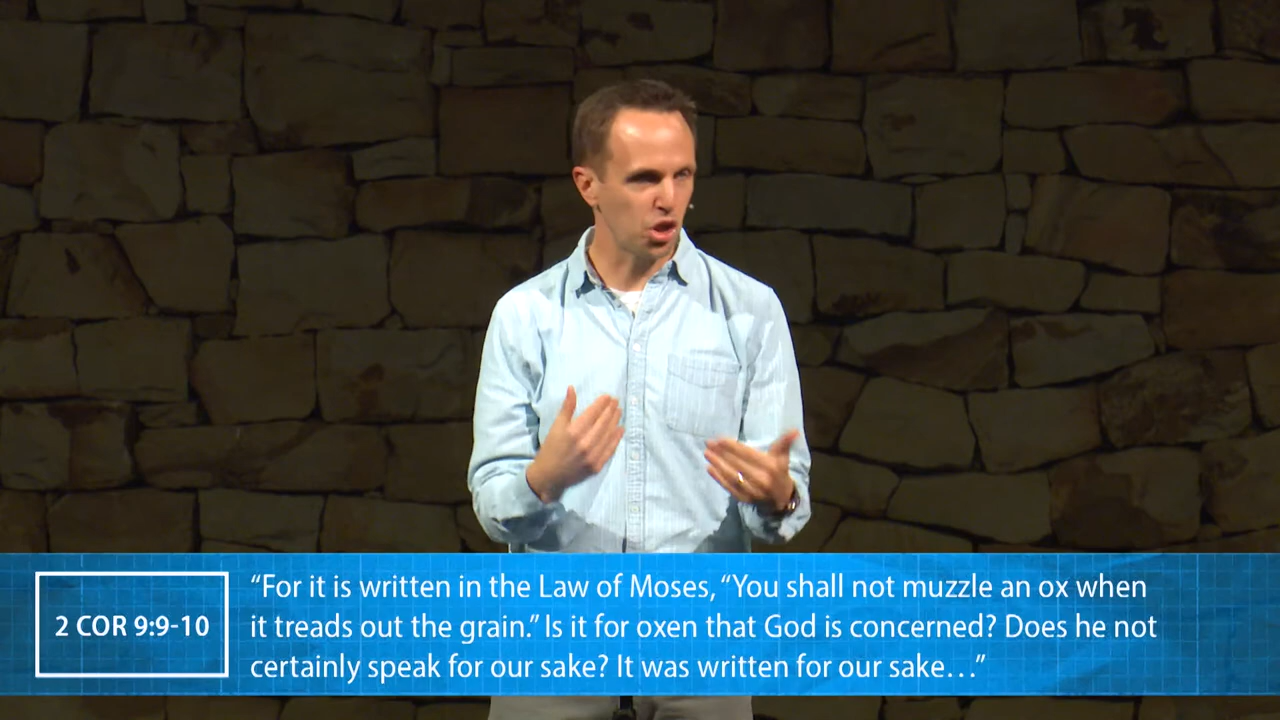 2 COR 9:9-10
“For it is written in the Law of Moses, “You shall not muzzle an ox when
it treads out the grain.” Is it for oxen that God is concerned? Does he not
certainly speak for our sake? It was written for our sake…”